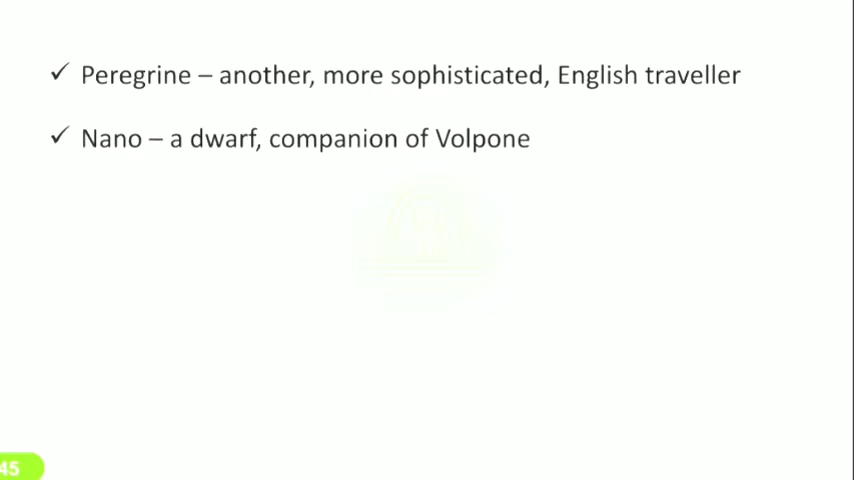 ✓ Peregrine – another, more sophisticated, English traveller
✓ Nano – a dwarf, companion of Volpone
45